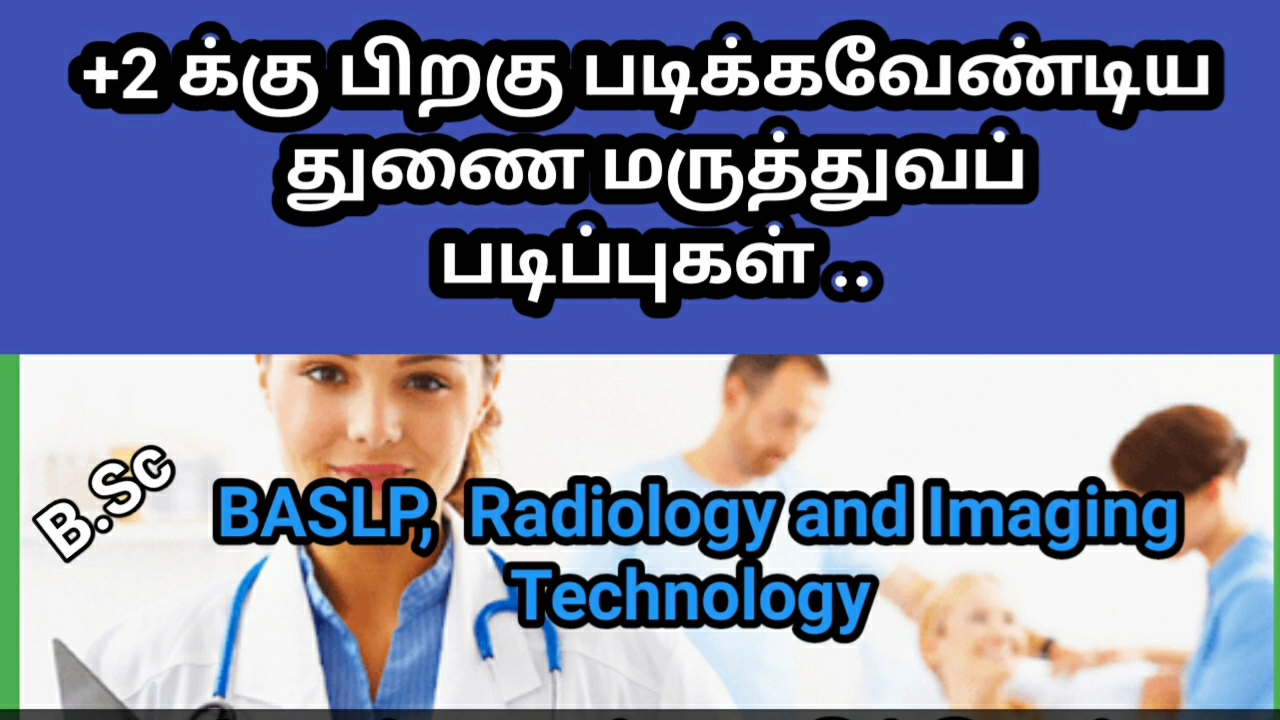 +2 க்கு பிறகு படிக்கவேண்டிய
துணை மருத்துவப்
படிப்புகள் ..
B.Sc
BASLP, Radiology and Imaging
Technology